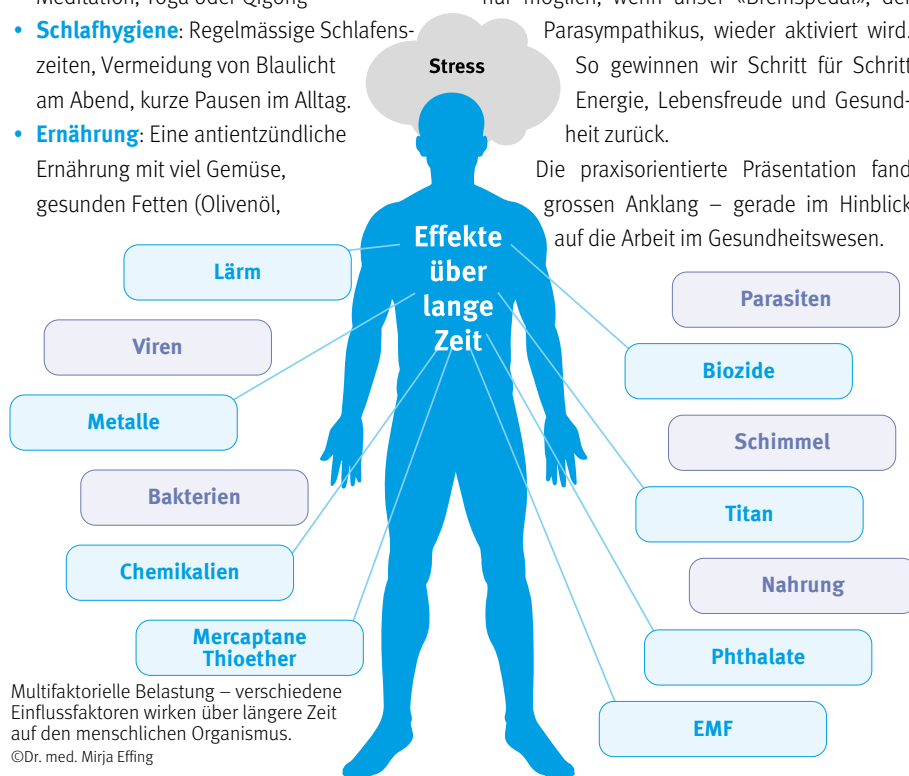 Meditation, Yoga oder Qigong
• Schlafhygiene: Regelmässige Schlafens-
zeiten, Vermeidung von Blaulicht
am Abend, kurze Pausen im Alltag.
• Ernährung: Eine antientzündliche
Ernährung mit viel Gemüse,
gesunden Fetten (Olivenöl,
nur möglich, wenn unser «Bremspedal», der
Parasympathikus, wieder aktiviert wird.
So gewinnen wir Schritt für Schritt
Energie, Lebensfreude und Gesund-
heit zurück.
Die praxisorientierte Präsentation fand
grossen Anklang – gerade im Hinblick
auf die Arbeit im Gesundheitswesen.
Stress
Effekte
über
lange
Zeit
Lärm
Viren
Metalle
Bakterien
Chemikalien
Mercaptane
Thioether
Parasiten
Biozide
Schimmel
Titan
Nahrung
Phthalate
EMF
Multifaktorielle Belastung – verschiedene
Einflussfaktoren wirken über längere Zeit
auf den menschlichen Organismus.
©Dr. med. Mirja Effing